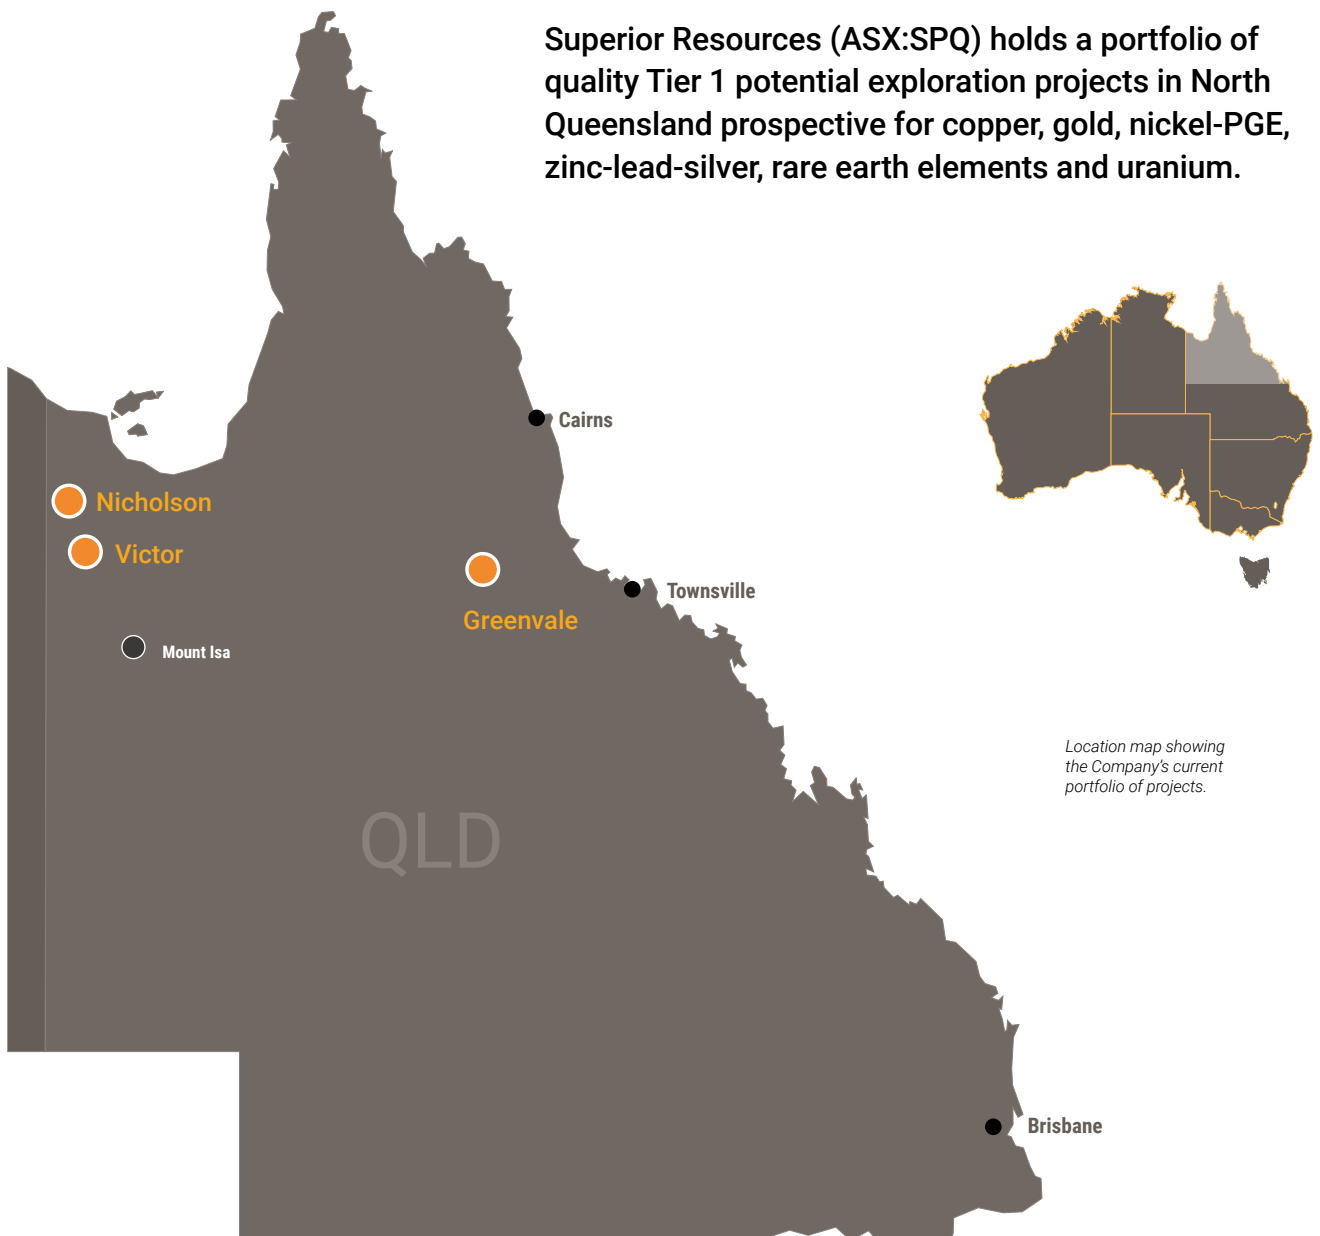 Superior Resources (ASX:SPQ) holds a portfolio of
quality Tier 1 potential exploration projects in North
Queensland prospective for copper, gold, nickel-PGE,
zinc-lead-silver, rare earth elements and uranium.
Cairns
Nicholson
Victor
Townsville
Greenvale
Mount Isa
Location map showing
the Company's current
portfolio of projects.
QLD
Brisbane